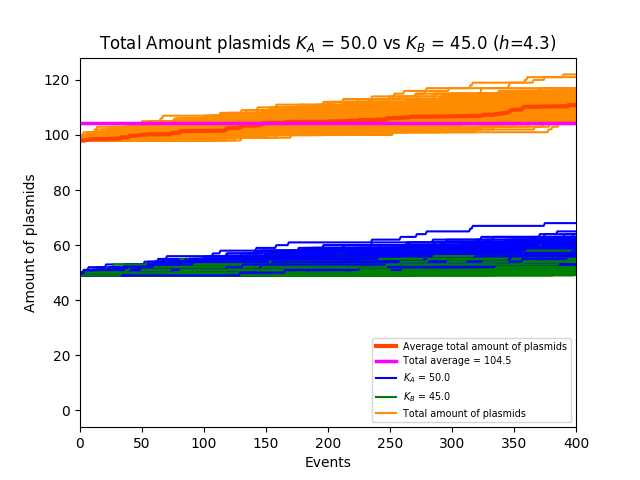 Total Amount plasmids K_A = 50.0 vs K_B = 45.0 (h=4.3)
120
100
80
60
40
20
0
Amount of plasmids
Average total amount of plasmids
Total average = 104.5
K_A = 50.0
K_B = 45.0
Total amount of plasmids
0 50 100 150 200 250 300 350 400
Events